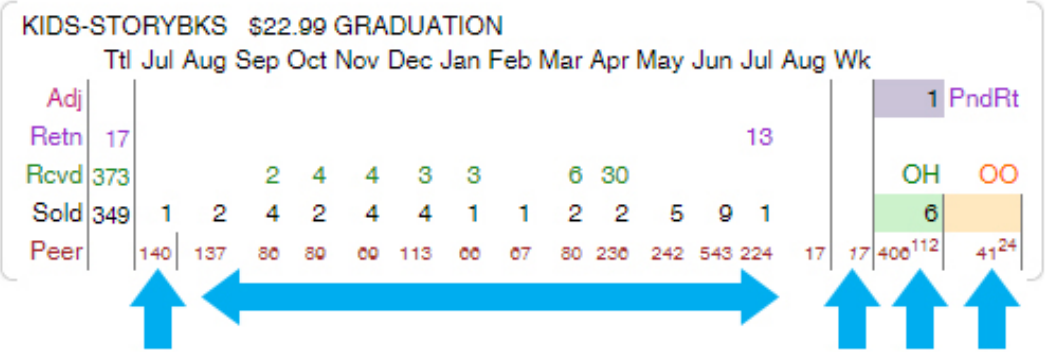 KIDS-STORYBKS $22.99 GRADUATION
Ttl Jul Aug Sep Oct Nov Dec Jan Feb Mar Apr May Jun Jul Aug Wk
Adj 1 PndRt
Retn 17 13
Rcvd 373 2 4 4 3 3 6 30 OH OO
Sold 349 1 2 4 2 4 4 1 1 2 2 5 9 1 6
Peer 140 137 86 89 69 113 66 67 80 236 242 543 224 17 17 406 112 41 24